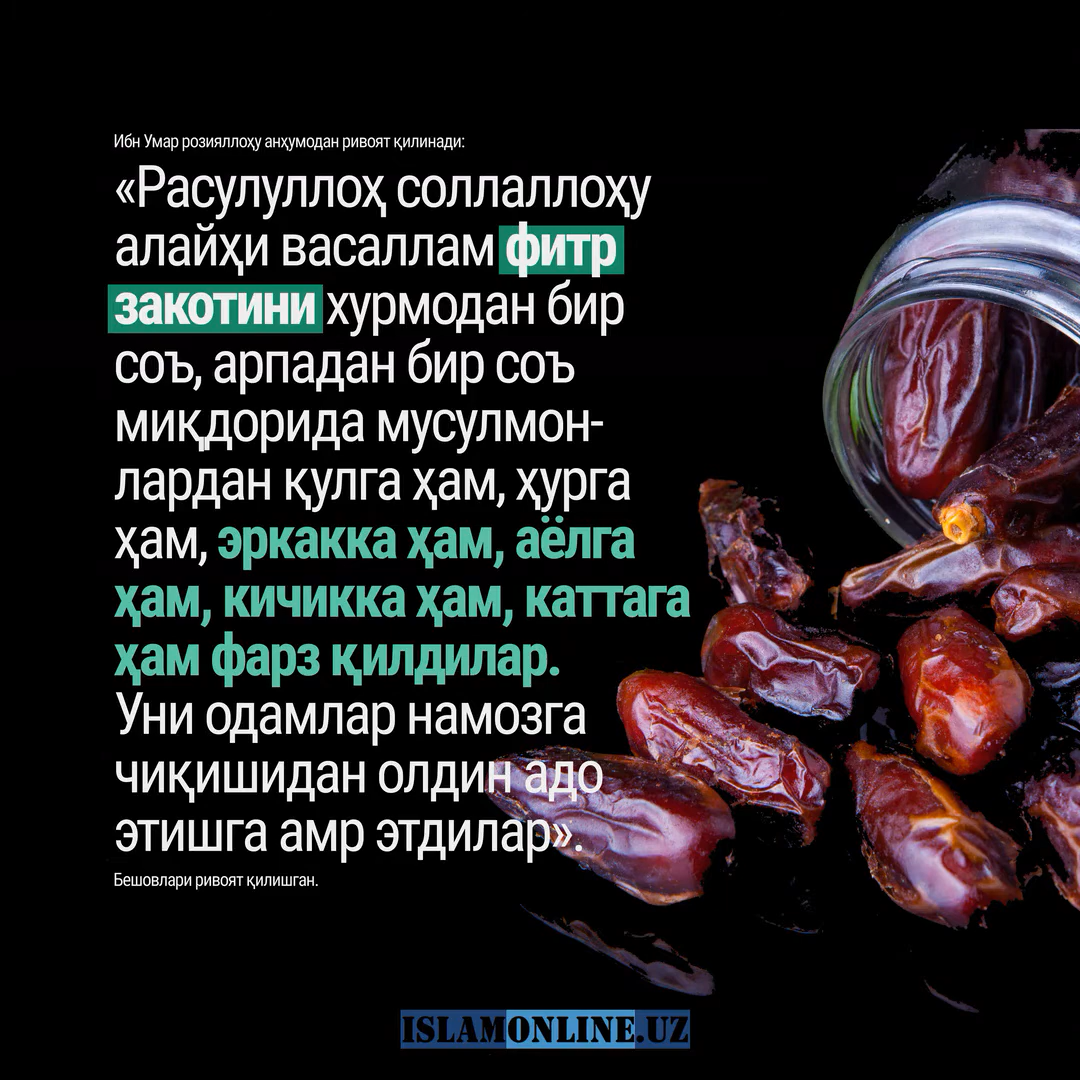 Ибн Умар розияллоҳу анҳумодан ривоят қилинади:
«Расулуллоҳ соллаллоҳу
алайҳи васаллам фитр
закотини хурмодан бир
соъ, арпадан бир соъ
миқдорида мусулмон-
лардан қулга ҳам, ҳурга
ҳам, эркакка ҳам, аёлга
ҳам, кичикка ҳам, каттага
ҳам фарз қилдилар.
Уни одамлар намозга
чиқишидан олдин адо
этишга амр этдилар».
Бешовлари ривоят қилишган.
ISLAMONLINE.UZ